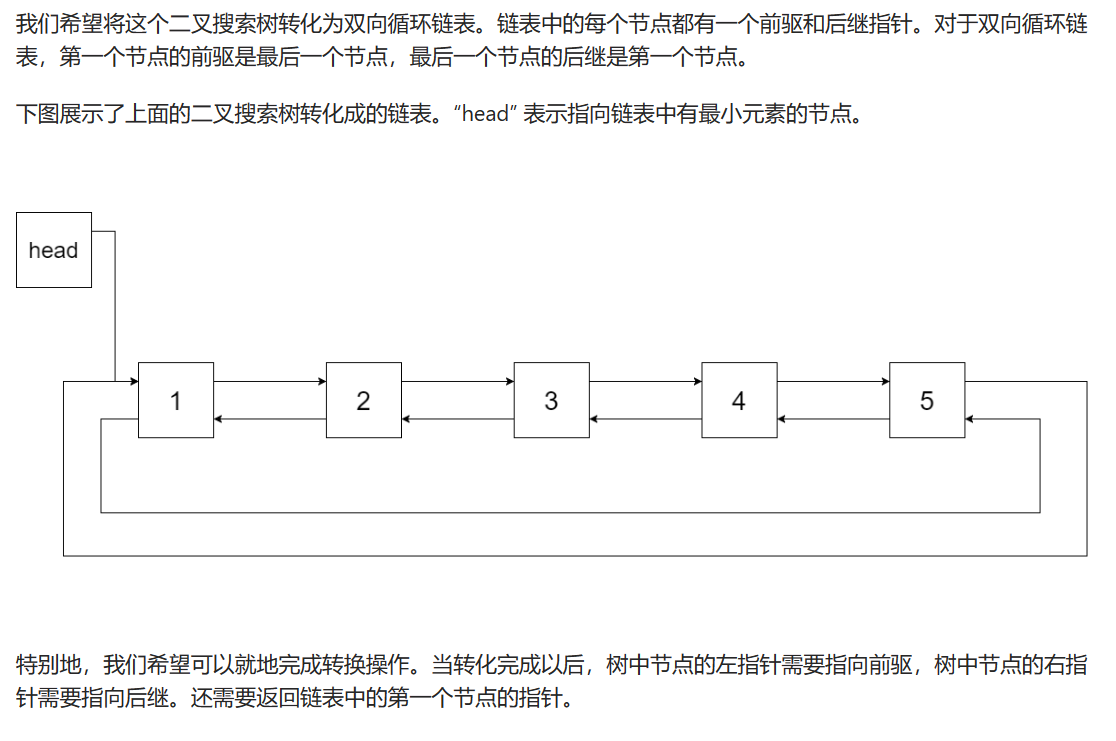 我们希望将这个二叉搜索树转化为双向循环链表。链表中的每个节点都有一个前驱和后继指针。对于双向循环链
表，第一个节点的前驱是最后一个节点，最后一个节点的后继是第一个节点。
下图展示了上面的二叉搜索树转化成的链表。“head” 表示指向链表中有最小元素的节点。
head
1 2 3 4 5
特别地，我们希望可以就地完成转换操作。当转化完成以后，树中节点的左指针需要指向前驱，树中节点的右指
针需要指向后继。还需要返回链表中的第一个节点的指针。